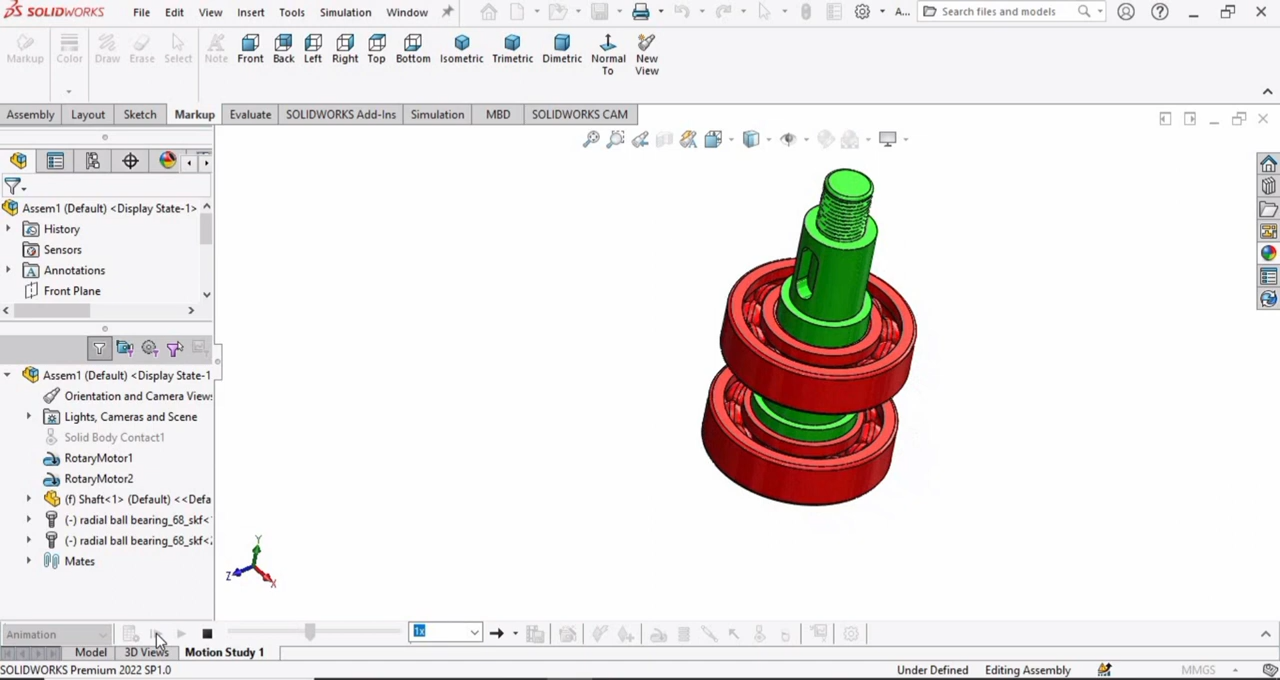 SOLIDWORKS File Edit View Insert Tools Simulation Window A... Search files and models ?
Markup Color Draw Erase Select Note Front Back Left Right Top Bottom Isometric Trimetric Dimetric Normal To New View
Assembly Layout Sketch Markup Evaluate SOLIDWORKS Add-Ins Simulation MBD SOLIDWORKS CAM
Assem1 (Default) <Display State-1>
History
Sensors
Annotations
Front Plane
Assem1 (Default) <Display State-1
Orientation and Camera View
Lights, Cameras and Scene
Solid Body Contact1
RotaryMotor1
RotaryMotor2
(f) Shaft<1> (Default) <<Defa
(-) radial ball bearing_68_skf<
(-) radial ball bearing_68_skf<
Mates
Y
Z X
Animation 1x
Model 3D Views Motion Study 1
SOLIDWORKS Premium 2022 SP1.0 Under Defined Editing Assembly MMGS